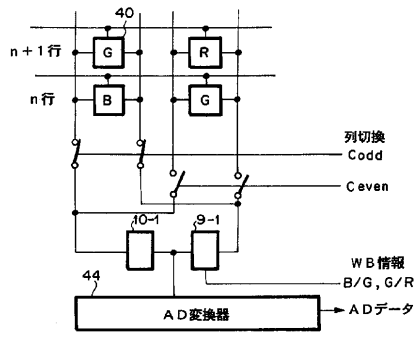 40
n+1行
G
R
n行
B
G
列切換
Codd
Ceven
10-1
9-1
WB情報
B/G, G/R
44
AD変換器
ADデータ